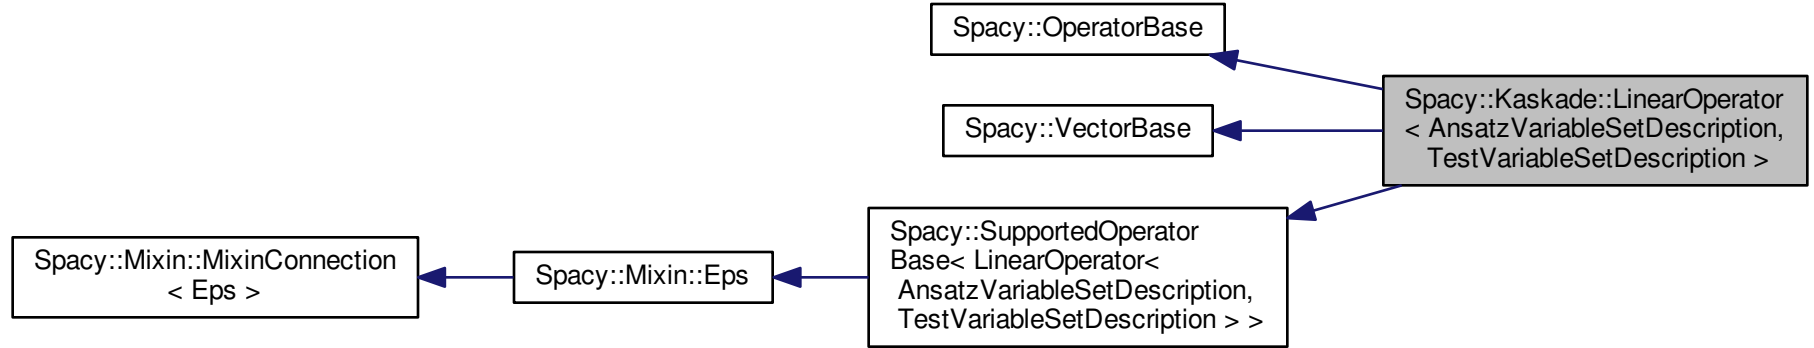 Spacy::OperatorBase
Spacy::VectorBase
Spacy::Kaskade::LinearOperator
< AnsatzVariableSetDescription,
TestVariableSetDescription >
Spacy::Mixin::MixinConnection
< Eps >
Spacy::Mixin::Eps
Spacy::SupportedOperator
Base< LinearOperator<
AnsatzVariableSetDescription,
TestVariableSetDescription > >